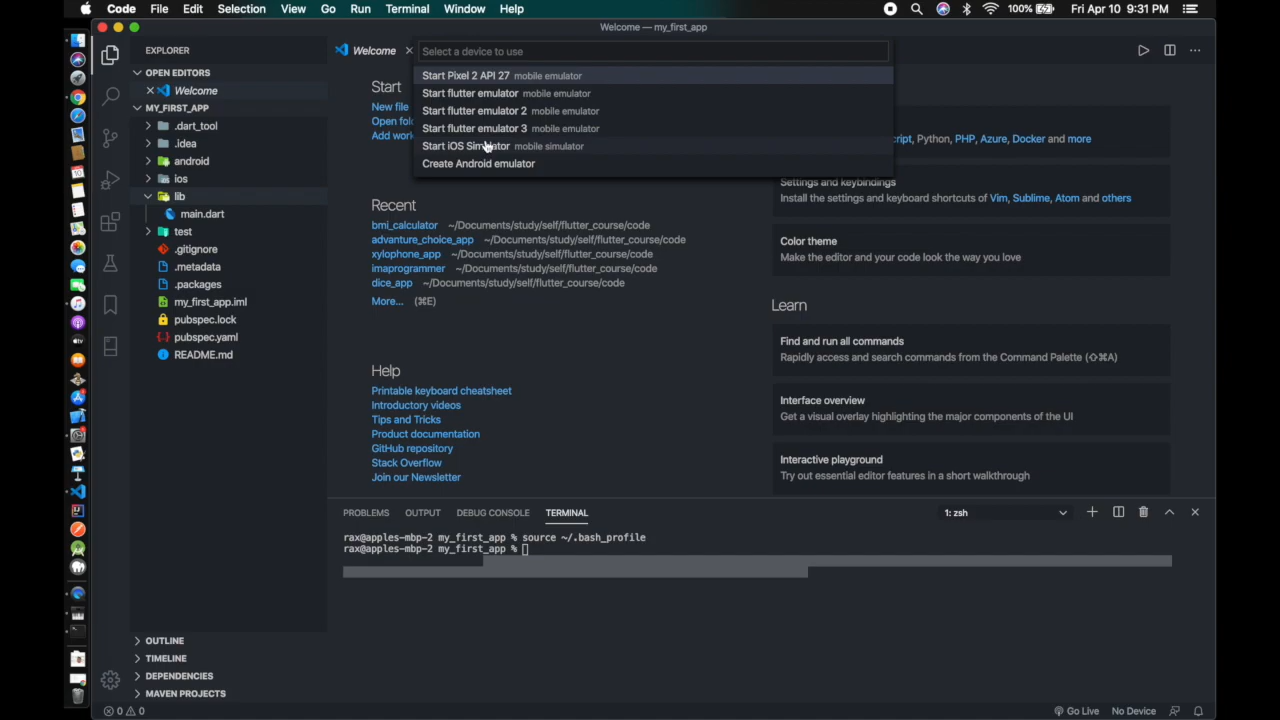 Code File Edit Selection View Go Run Terminal Window Help
100% Fri Apr 10 9:31 PM
Welcome — my_first_app
EXPLORER
OPEN EDITORS
Welcome
MY_FIRST_APP
.dart_tool
.idea
android
ios
lib
main.dart
test
.gitignore
.metadata
.packages
my_first_app.iml
pubspec.lock
pubspec.yaml
README.md
OUTLINE
TIMELINE
DEPENDENCIES
MAVEN PROJECTS
Welcome
Select a device to use
Start Pixel 2 API 27 mobile emulator
Start flutter emulator mobile emulator
Start flutter emulator 2 mobile emulator
Start flutter emulator 3 mobile emulator
Start iOS Simulator mobile simulator
Create Android emulator
Start
New file
Open fol
Add work
Recent
bmi_calculator ~/Documents/study/self/flutter_course/code
advanture_choice_app ~/Documents/study/self/flutter_course/code
xylophone_app ~/Documents/study/self/flutter_course/code
imaprogrammer ~/Documents/study/self/flutter_course/code
dice_app ~/Documents/study/self/flutter_course/code
More... (⌘E)
Help
Printable keyboard cheatsheet
Introductory videos
Tips and Tricks
Product documentation
GitHub repository
Stack Overflow
Join our Newsletter
ript, Python, PHP, Azure, Docker and more
Settings and keybindings
Install the settings and keyboard shortcuts of Vim, Sublime, Atom and others
Color theme
Make the editor and your code look the way you love
Learn
Find and run all commands
Rapidly access and search commands from the Command Palette (⇧⌘A)
Interface overview
Get a visual overlay highlighting the major components of the UI
Interactive playground
Try out essential editor features in a short walkthrough
PROBLEMS OUTPUT DEBUG CONSOLE TERMINAL
1: zsh
rax@apples-mbp-2 my_first_app % source ~/.bash_profile
rax@apples-mbp-2 my_first_app %
0 0
Go Live No Device